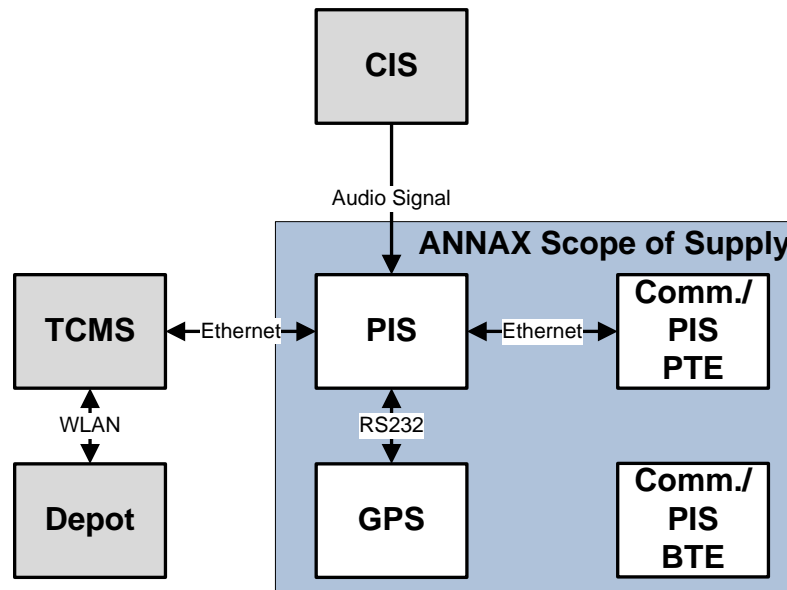 CIS
Audio Signal
ANNAX Scope of Supply
TCMS
Ethernet
PIS
Ethernet
Comm./
PIS
PTE
WLAN
RS232
Depot
GPS
Comm./
PIS
BTE